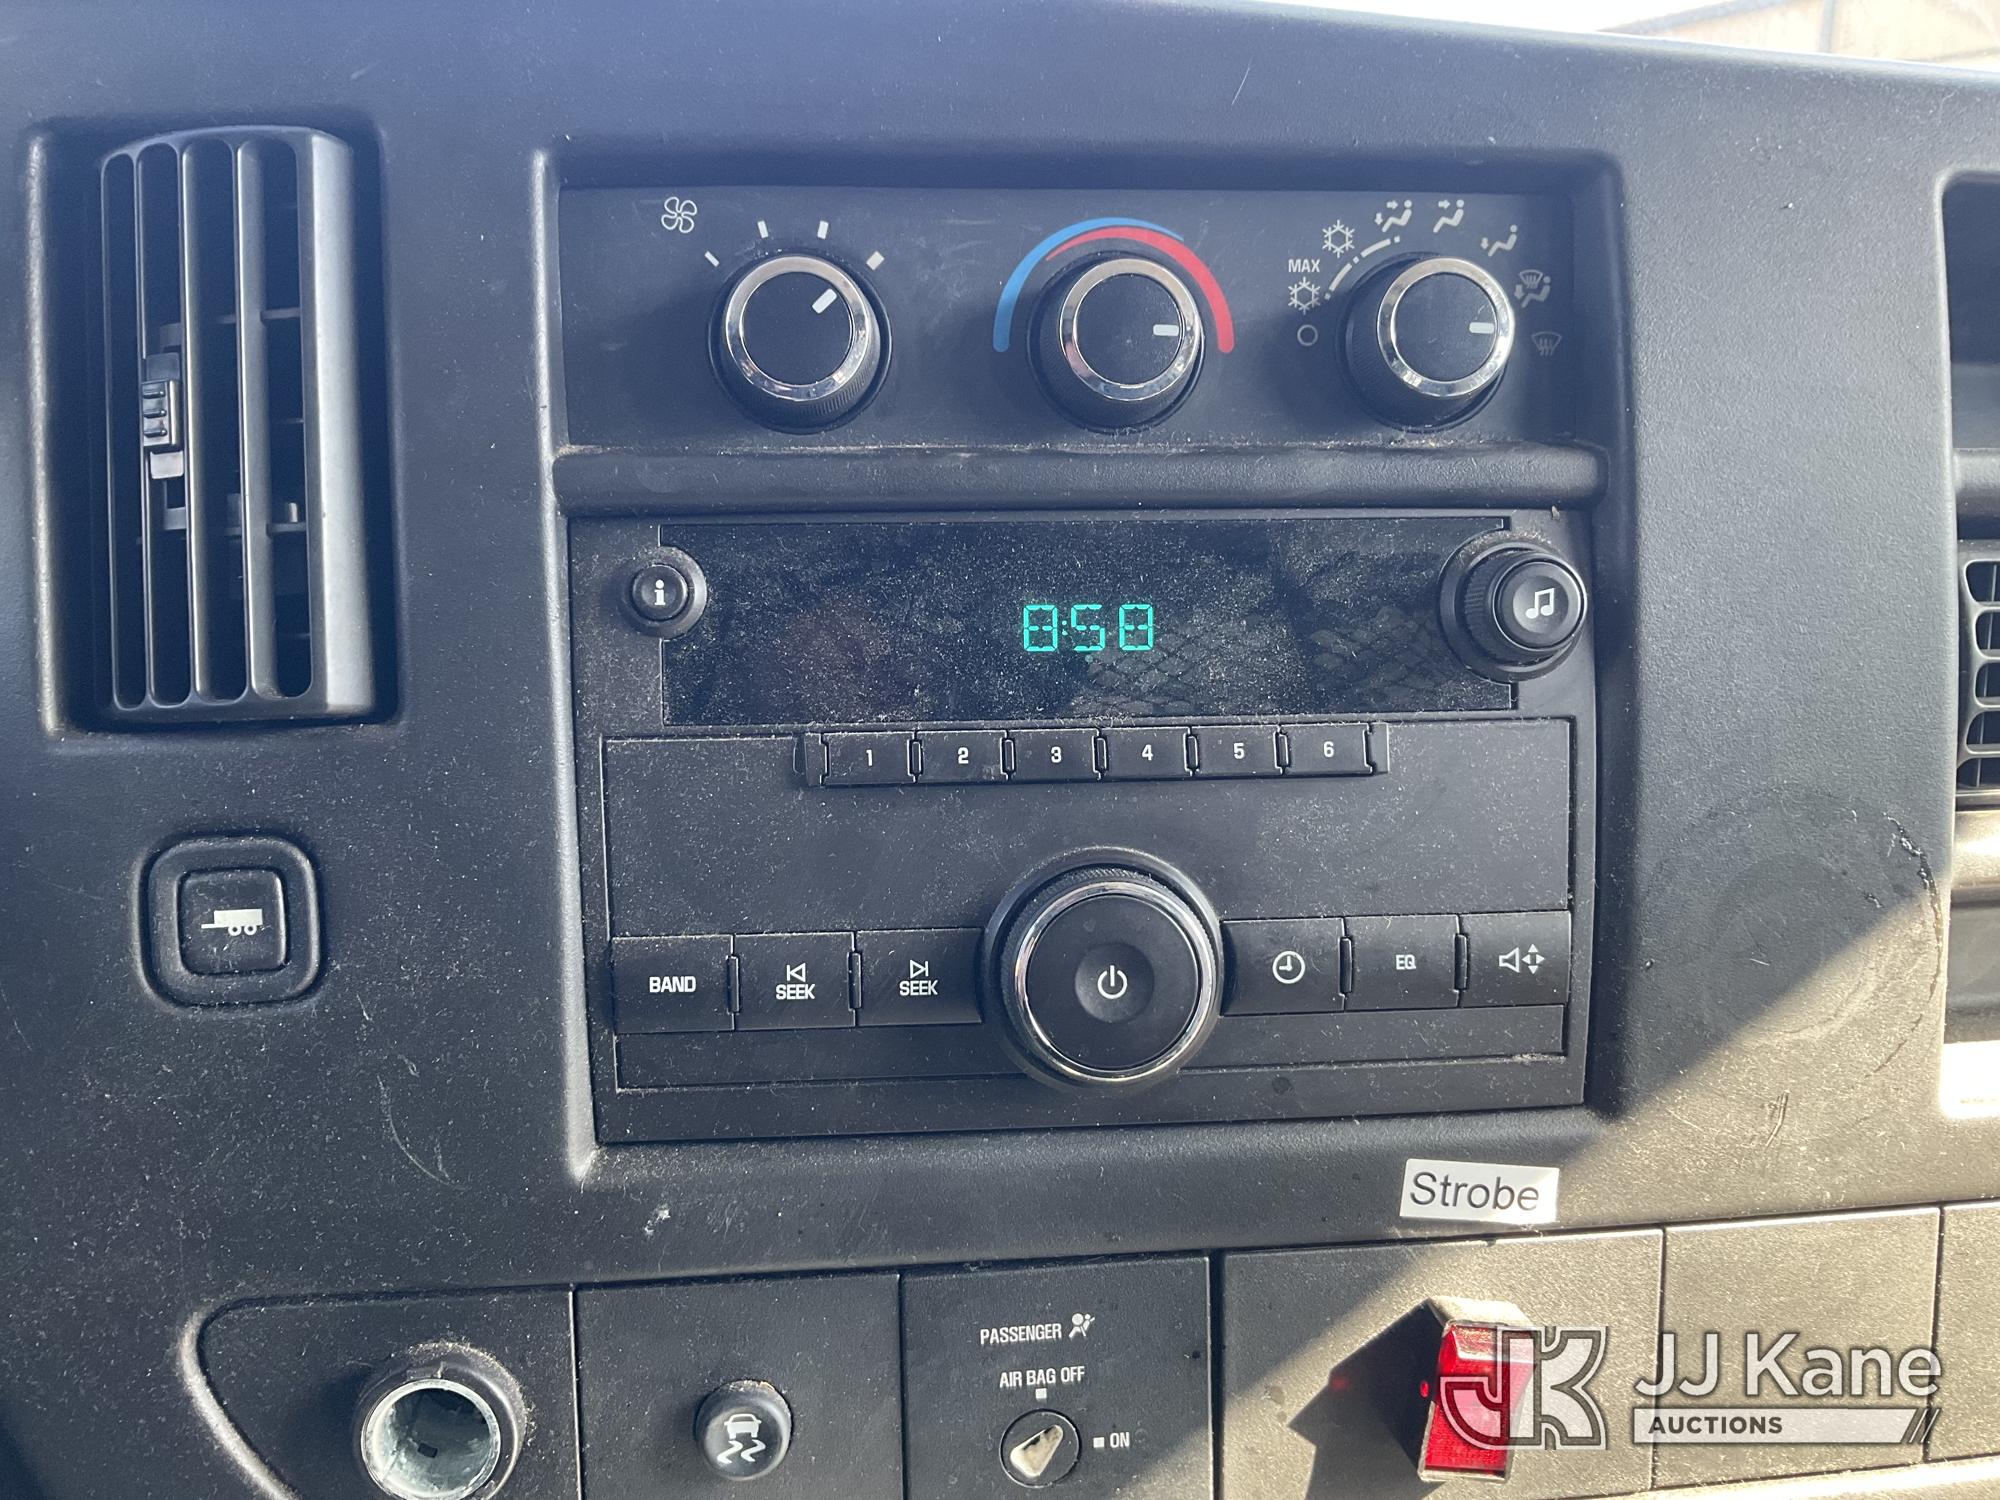 MAX
8:58
i
1 2 3 4 5 6
BAND SEEK SEEK EQ
Strobe
PASSENGER
AIR BAG OFF
ON
JK JJ Kane
AUCTIONS